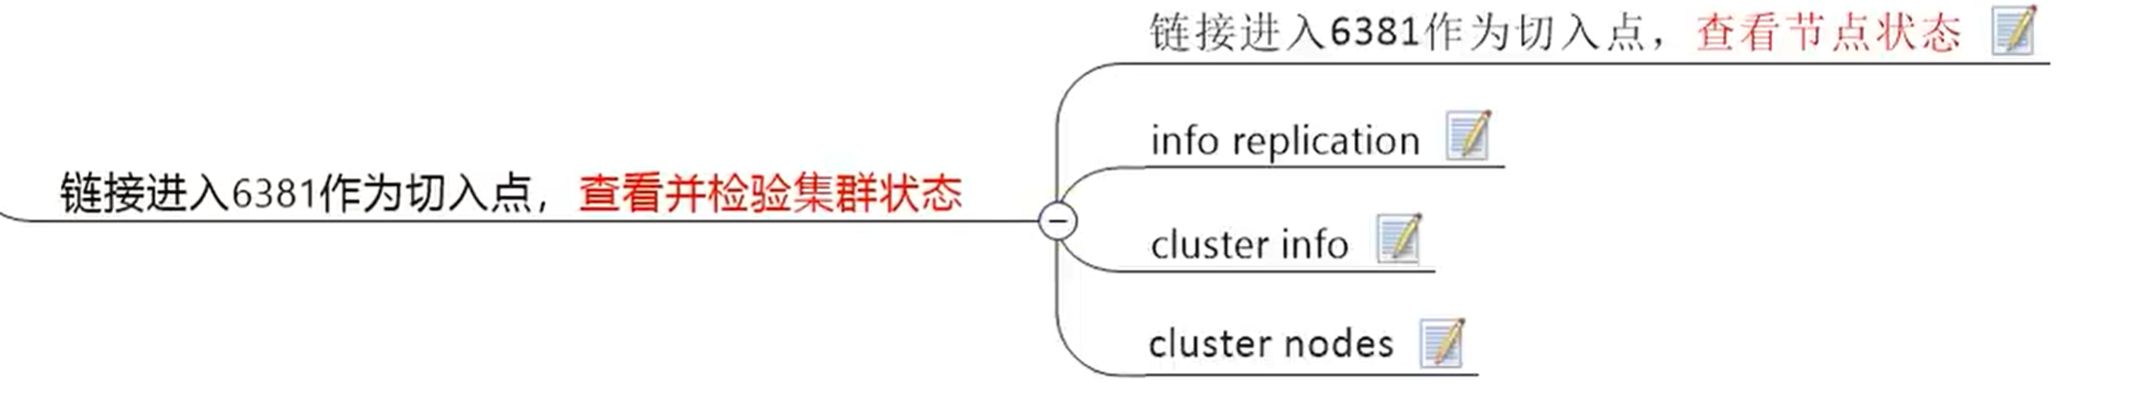 链接进入6381作为切入点，查看节点状态
info replication
链接进入6381作为切入点，查看并检验集群状态
cluster info
cluster nodes